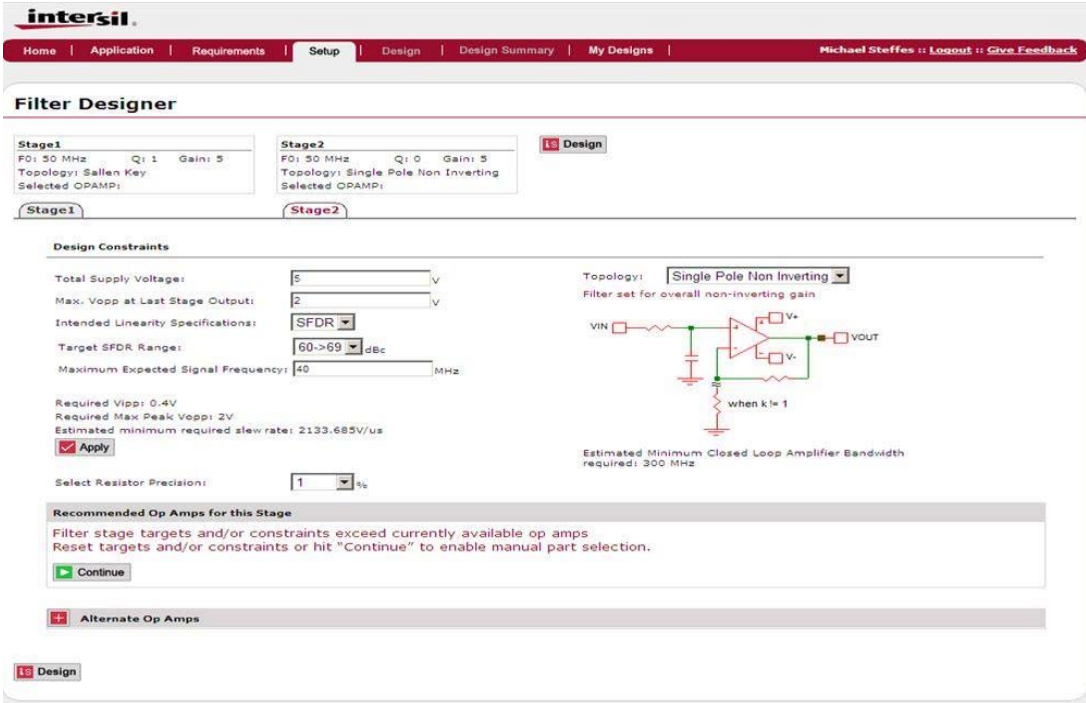 intersil.
Home | Application | Requirements | Setup | Design | Design Summary | My Designs | Michael Steffes :: Logout :: Give Feedback
Filter Designer
Stage1
F0: 50 MHz Q: 1 Gain: 5
Topology: Sallen Key
Selected OPAMP:
Stage2
F0: 50 MHz Q: 0 Gain: 5
Topology: Single Pole Non Inverting
Selected OPAMP:
is Design
Stage1 Stage2
Design Constraints
Total Supply Voltage: 5 V
Max. Vopp at Last Stage Output: 2 V
Intended Linearity Specifications: SFDR
Target SFDR Range: 60->69 dBc
Maximum Expected Signal Frequency: 40 MHz
Required Vipp: 0.4V
Required Max Peak Vopp: 2V
Estimated minimum required slew rate: 2133.685V/us
Apply
Select Resistor Precision: 1 %
Topology: Single Pole Non Inverting
Filter set for overall non-inverting gain
VIN
V+
VOUT
V-
when k != 1
Estimated Minimum Closed Loop Amplifier Bandwidth
required: 300 MHz
Recommended Op Amps for this Stage
Filter stage targets and/or constraints exceed currently available op amps
Reset targets and/or constraints or hit "Continue" to enable manual part selection.
Continue
Alternate Op Amps
is Design